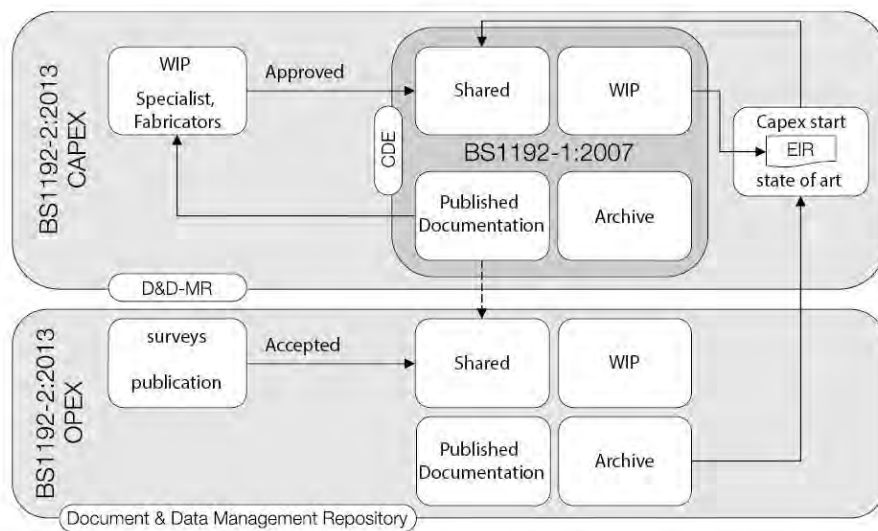 BS1192-2:2013
CAPEX
WIP
Specialist,
Fabricators
Approved
Shared
WIP
CDE
BS1192-1:2007
Published
Documentation
Archive
Capex start
EIR
state of art
D&D-MR
BS1192-2:2013
OPEX
surveys
publication
Accepted
Shared
WIP
Published
Documentation
Archive
Document & Data Management Repository